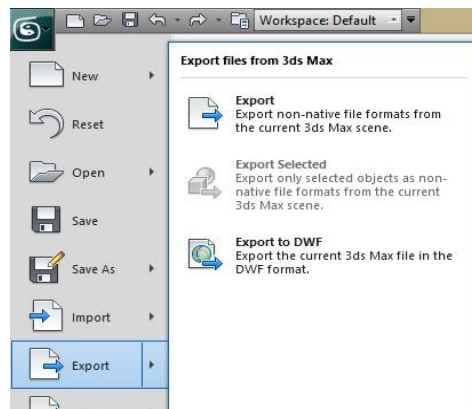 Workspace: Default
New
Reset
Open
Save
Save As
Import
Export
Export files from 3ds Max
Export
Export non-native file formats from
the current 3ds Max scene.
Export Selected
Export only selected objects as non-
native file formats from the current
3ds Max scene.
Export to DWF
Export the current 3ds Max file in the
DWF format.